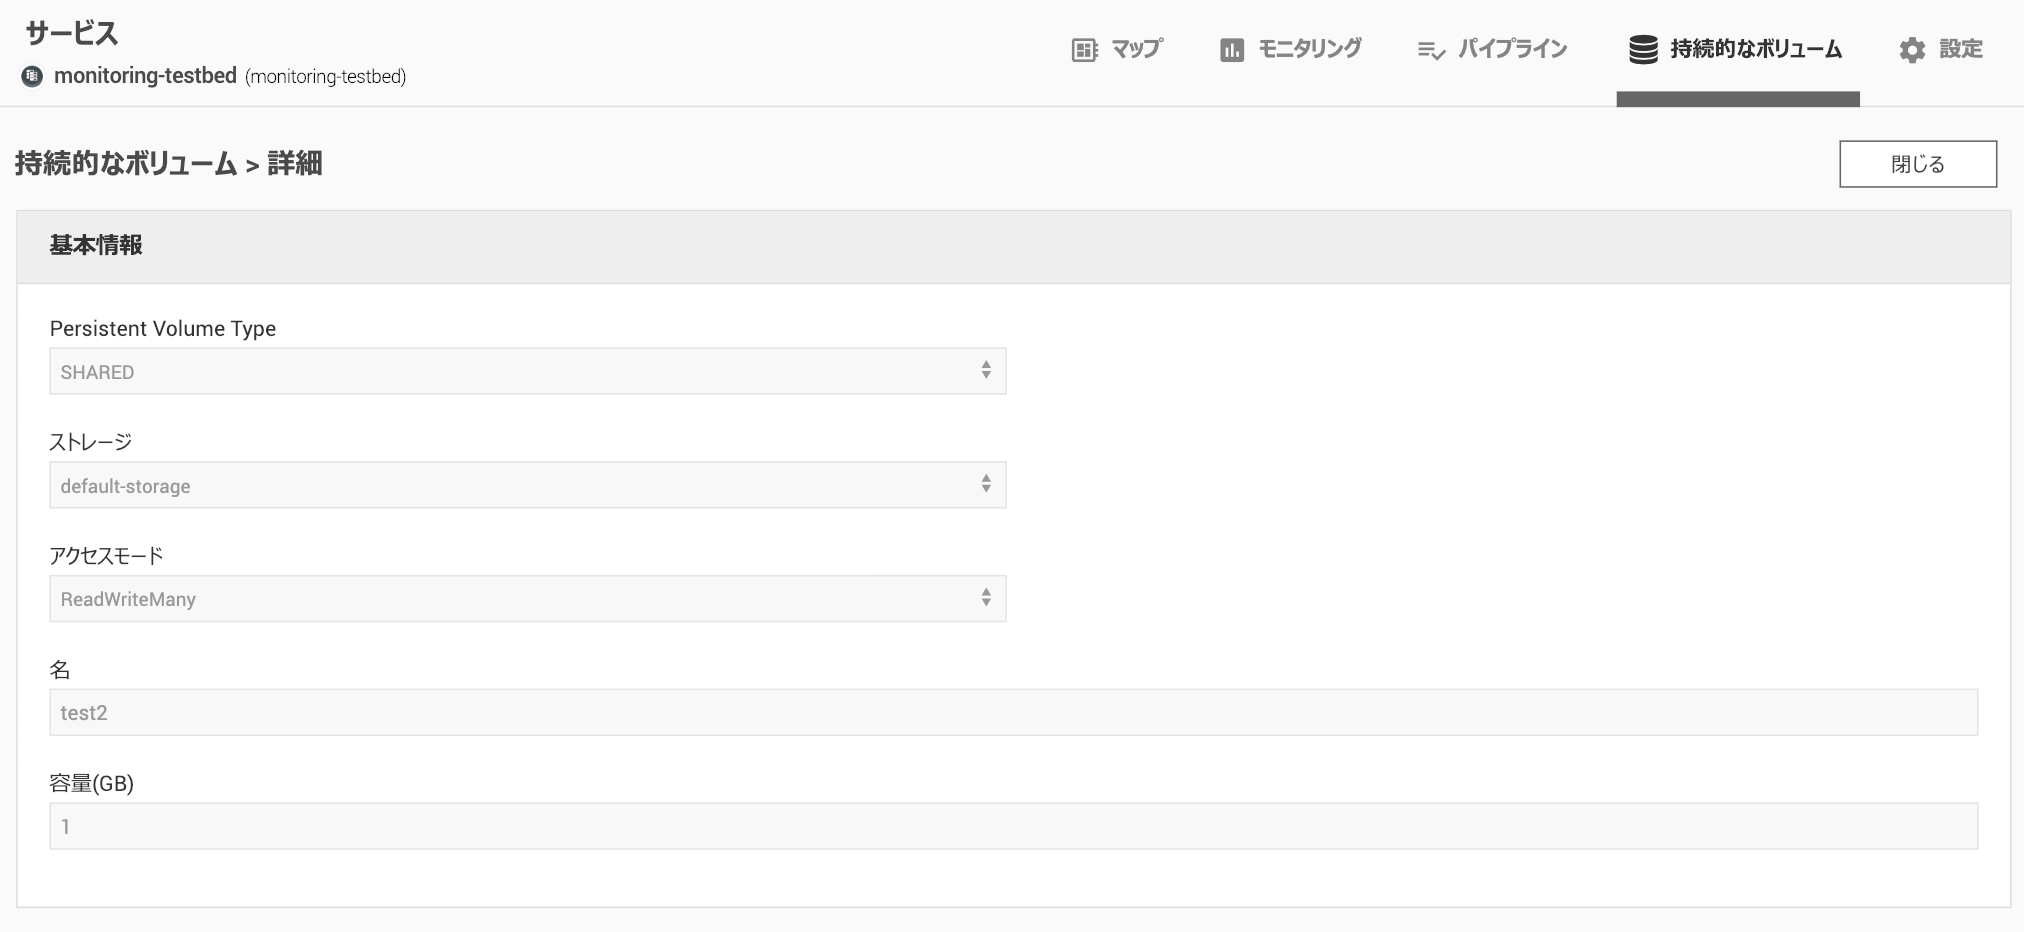 サービス
monitoring-testbed (monitoring-testbed)
マップ
モニタリング
パイプライン
持続的なボリューム
設定
持続的なボリューム > 詳細
閉じる
基本情報
Persistent Volume Type
SHARED
ストレージ
default-storage
アクセスモード
ReadWriteMany
名
test2
容量(GB)
1